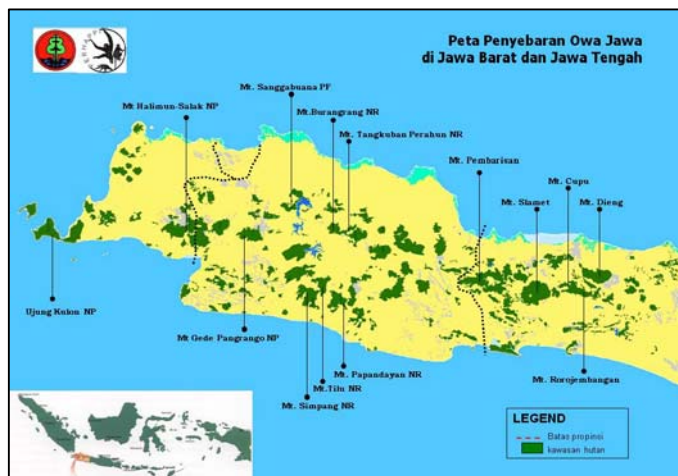 Peta Penyebaran Owa Jawa
di Jawa Barat dan Jawa Tengah
Mt. Sanggabuana PF
Mt Halimun-Salak NP
Mt.Burangrang NR
Mt. Tangkuban Perahun NR
Mt. Pembarisan
Mt. Cupu
Mt. Slamet
Mt. Dieng
Ujung Kulon NP
Mt Gede Pangrango NP
Mt. Papandayan NR
Mt.Tilu NR
Mt. Simpang NR
Mt. Rorojembangan
LEGEND
Batas propinsi
kawasan hutan